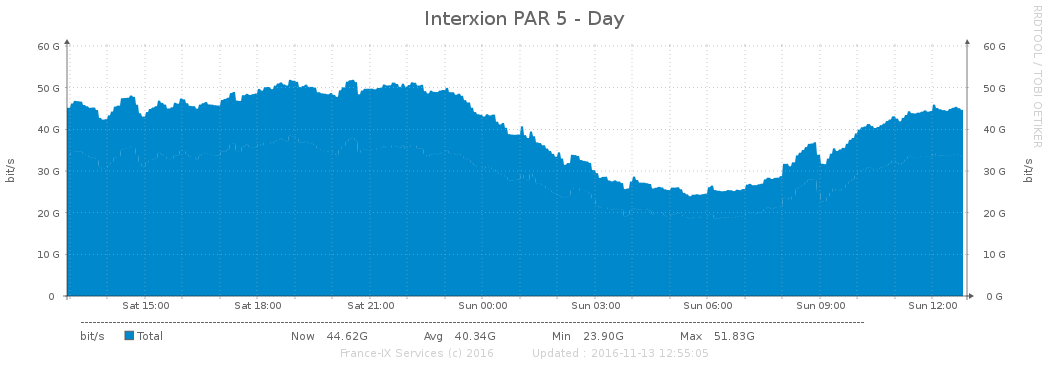 Interxion PAR 5 - Day
RRDTOOL / TOBI OETIKER
60 G 60 G
50 G 50 G
40 G 40 G
30 G 30 G
20 G 20 G
10 G 10 G
0 0 G
bit/s bit/s
Sat 15:00 Sat 18:00 Sat 21:00 Sun 00:00 Sun 03:00 Sun 06:00 Sun 09:00 Sun 12:00
bit/s Total Now 44.62G Avg 40.34G Min 23.90G Max 51.83G
France-IX Services (c) 2016 Updated : 2016-11-13 12:55:05